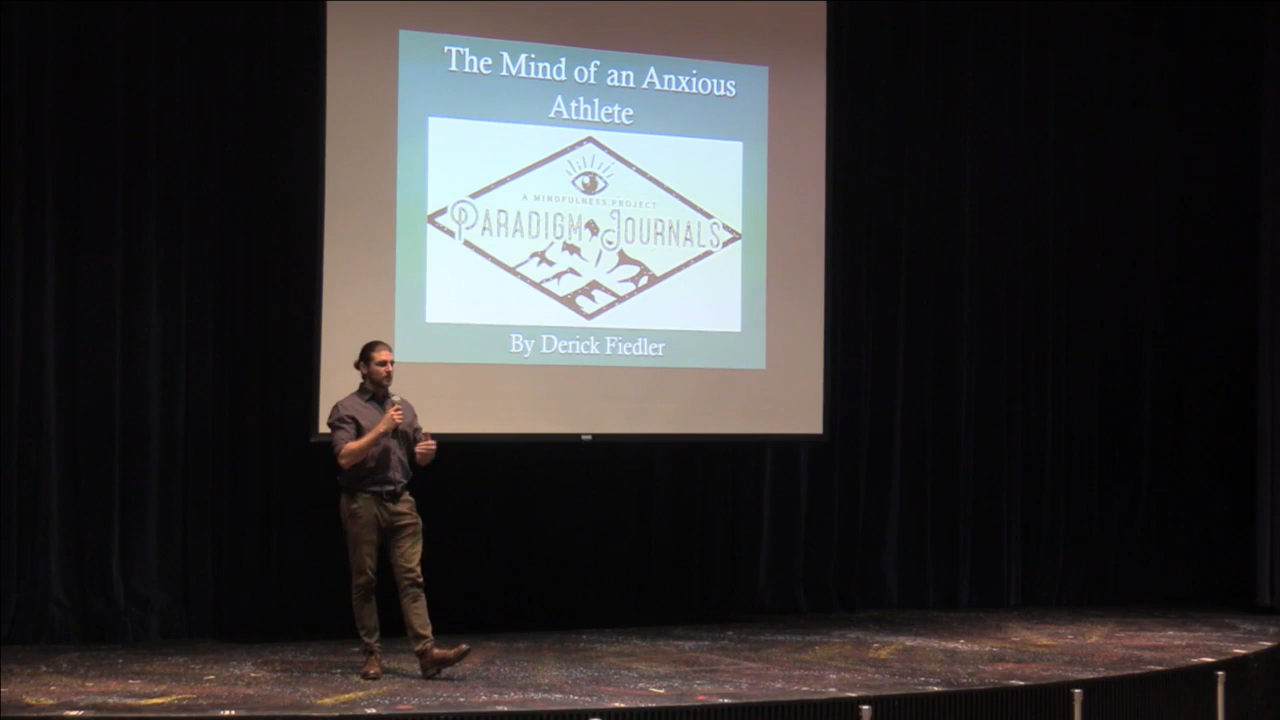 The Mind of an Anxious
Athlete
A MINDFULNESS PROJECT
PARADIGM JOURNALS
By Derick Fiedler